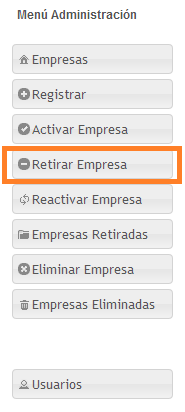 Menú Administración
Empresas
Registrar
Activar Empresa
Retirar Empresa
Reactivar Empresa
Empresas Retiradas
Eliminar Empresa
Empresas Eliminadas
Usuarios